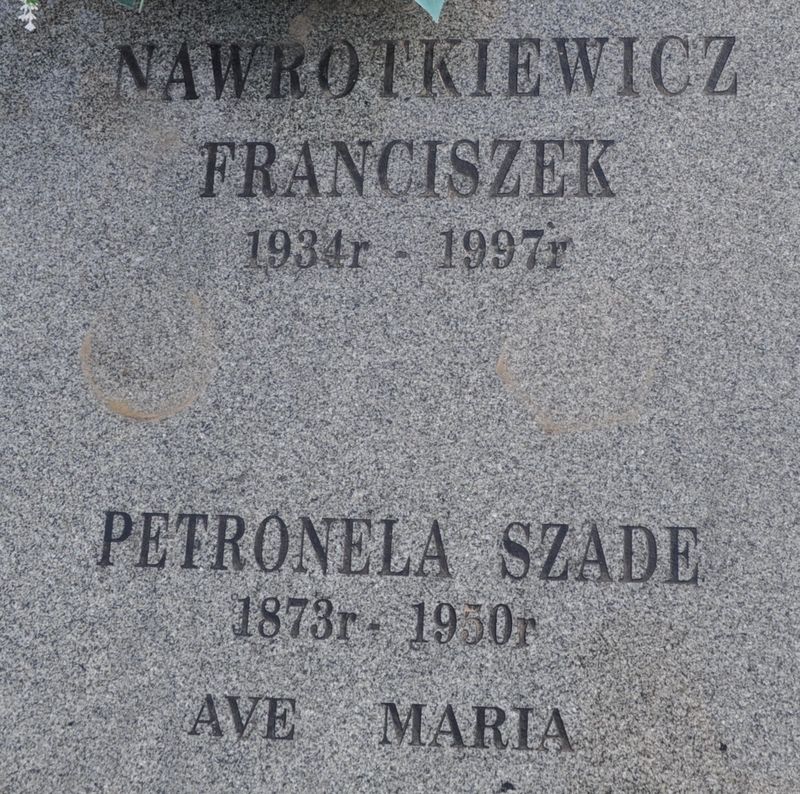 NAWROTKIEWICZ
FRANCISZEK
1934r - 1997r
PETRONELA SZADE
1873r - 1950r
AVE MARIA